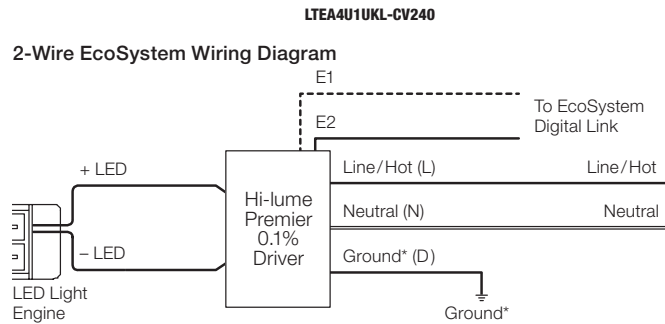 LTEA4U1UKL-CV240
2-Wire EcoSystem Wiring Diagram
E1
E2
To EcoSystem
Digital Link
+ LED
Line/Hot (L)
Line/Hot
Hi-lume
Premier
0.1%
Driver
Neutral (N)
Neutral
– LED
Ground* (D)
LED Light
Engine
Ground*